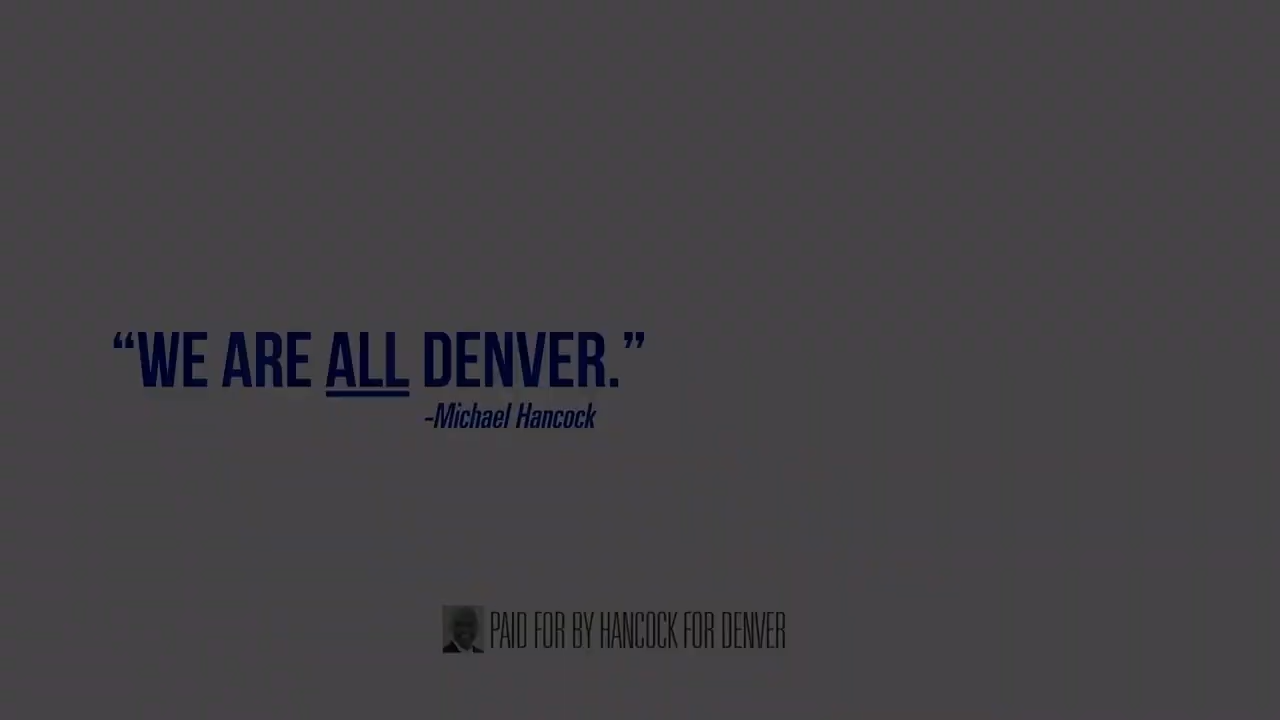 “WE ARE ALL DENVER.”
-Michael Hancock
PAID FOR BY HANCOCK FOR DENVER